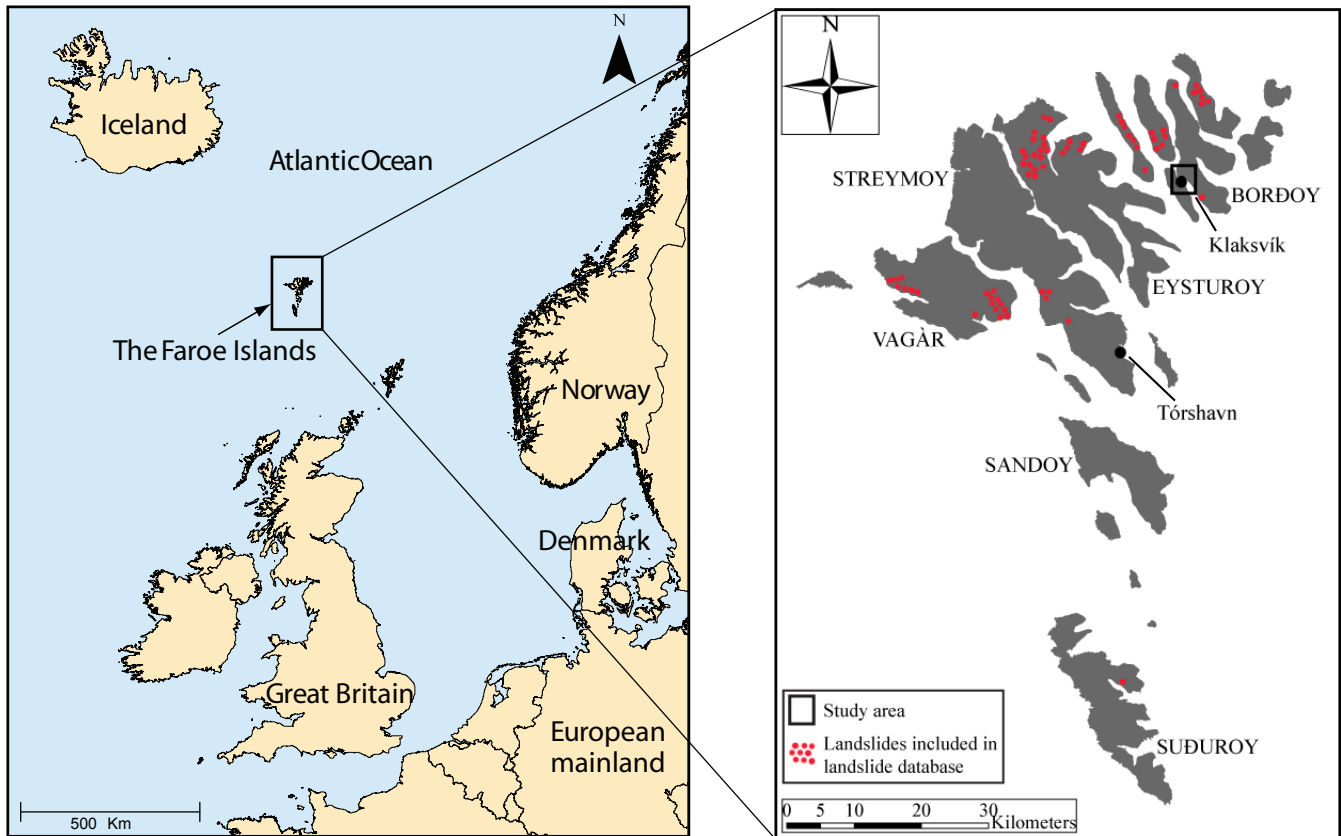 N
Iceland
AtlanticOcean
The Faroe Islands
Norway
Denmark
Great Britain
European
mainland
500 Km
N
STREYMOY
BORÐOY
Klaksvík
EYSTUROY
VAGÀR
Tórshavn
SANDOY
SUÐUROY
Study area
Landslides included in
landslide database
0 5 10 20 30
Kilometers